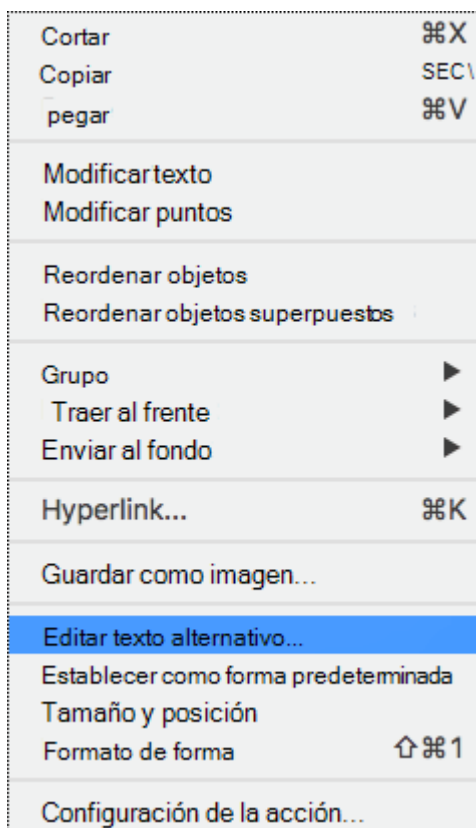 Cortar ⌘X
Copiar SEC\
pegar ⌘V
Modificar texto
Modificar puntos
Reordenar objetos
Reordenar objetos superpuestos
Grupo ▶
Traer al frente ▶
Enviar al fondo ▶
Hyperlink... ⌘K
Guardar como imagen...
Editar texto alternativo...
Establecer como forma predeterminada
Tamaño y posición
Formato de forma ⇧⌘1
Configuración de la acción...